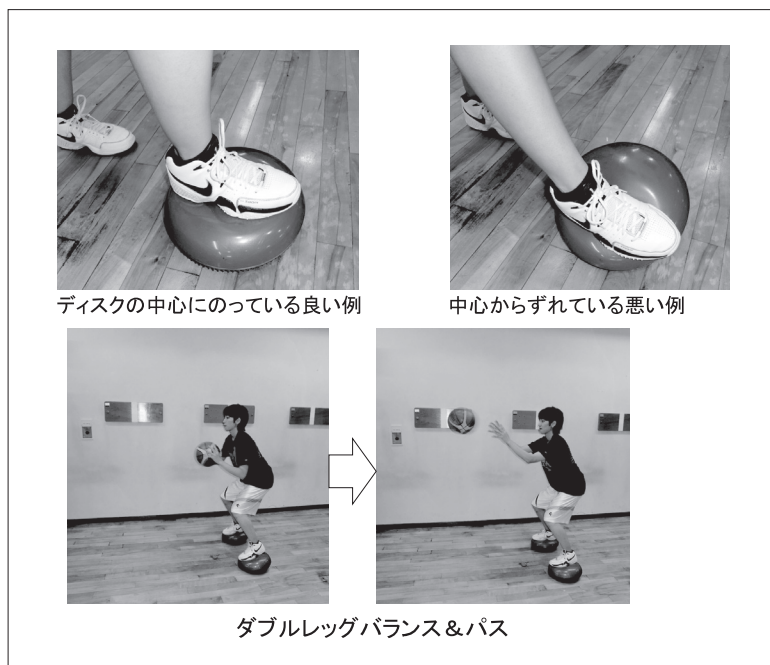 ディスクの中心にのっている良い例
中心からずれている悪い例
ダブルレッグバランス＆パス